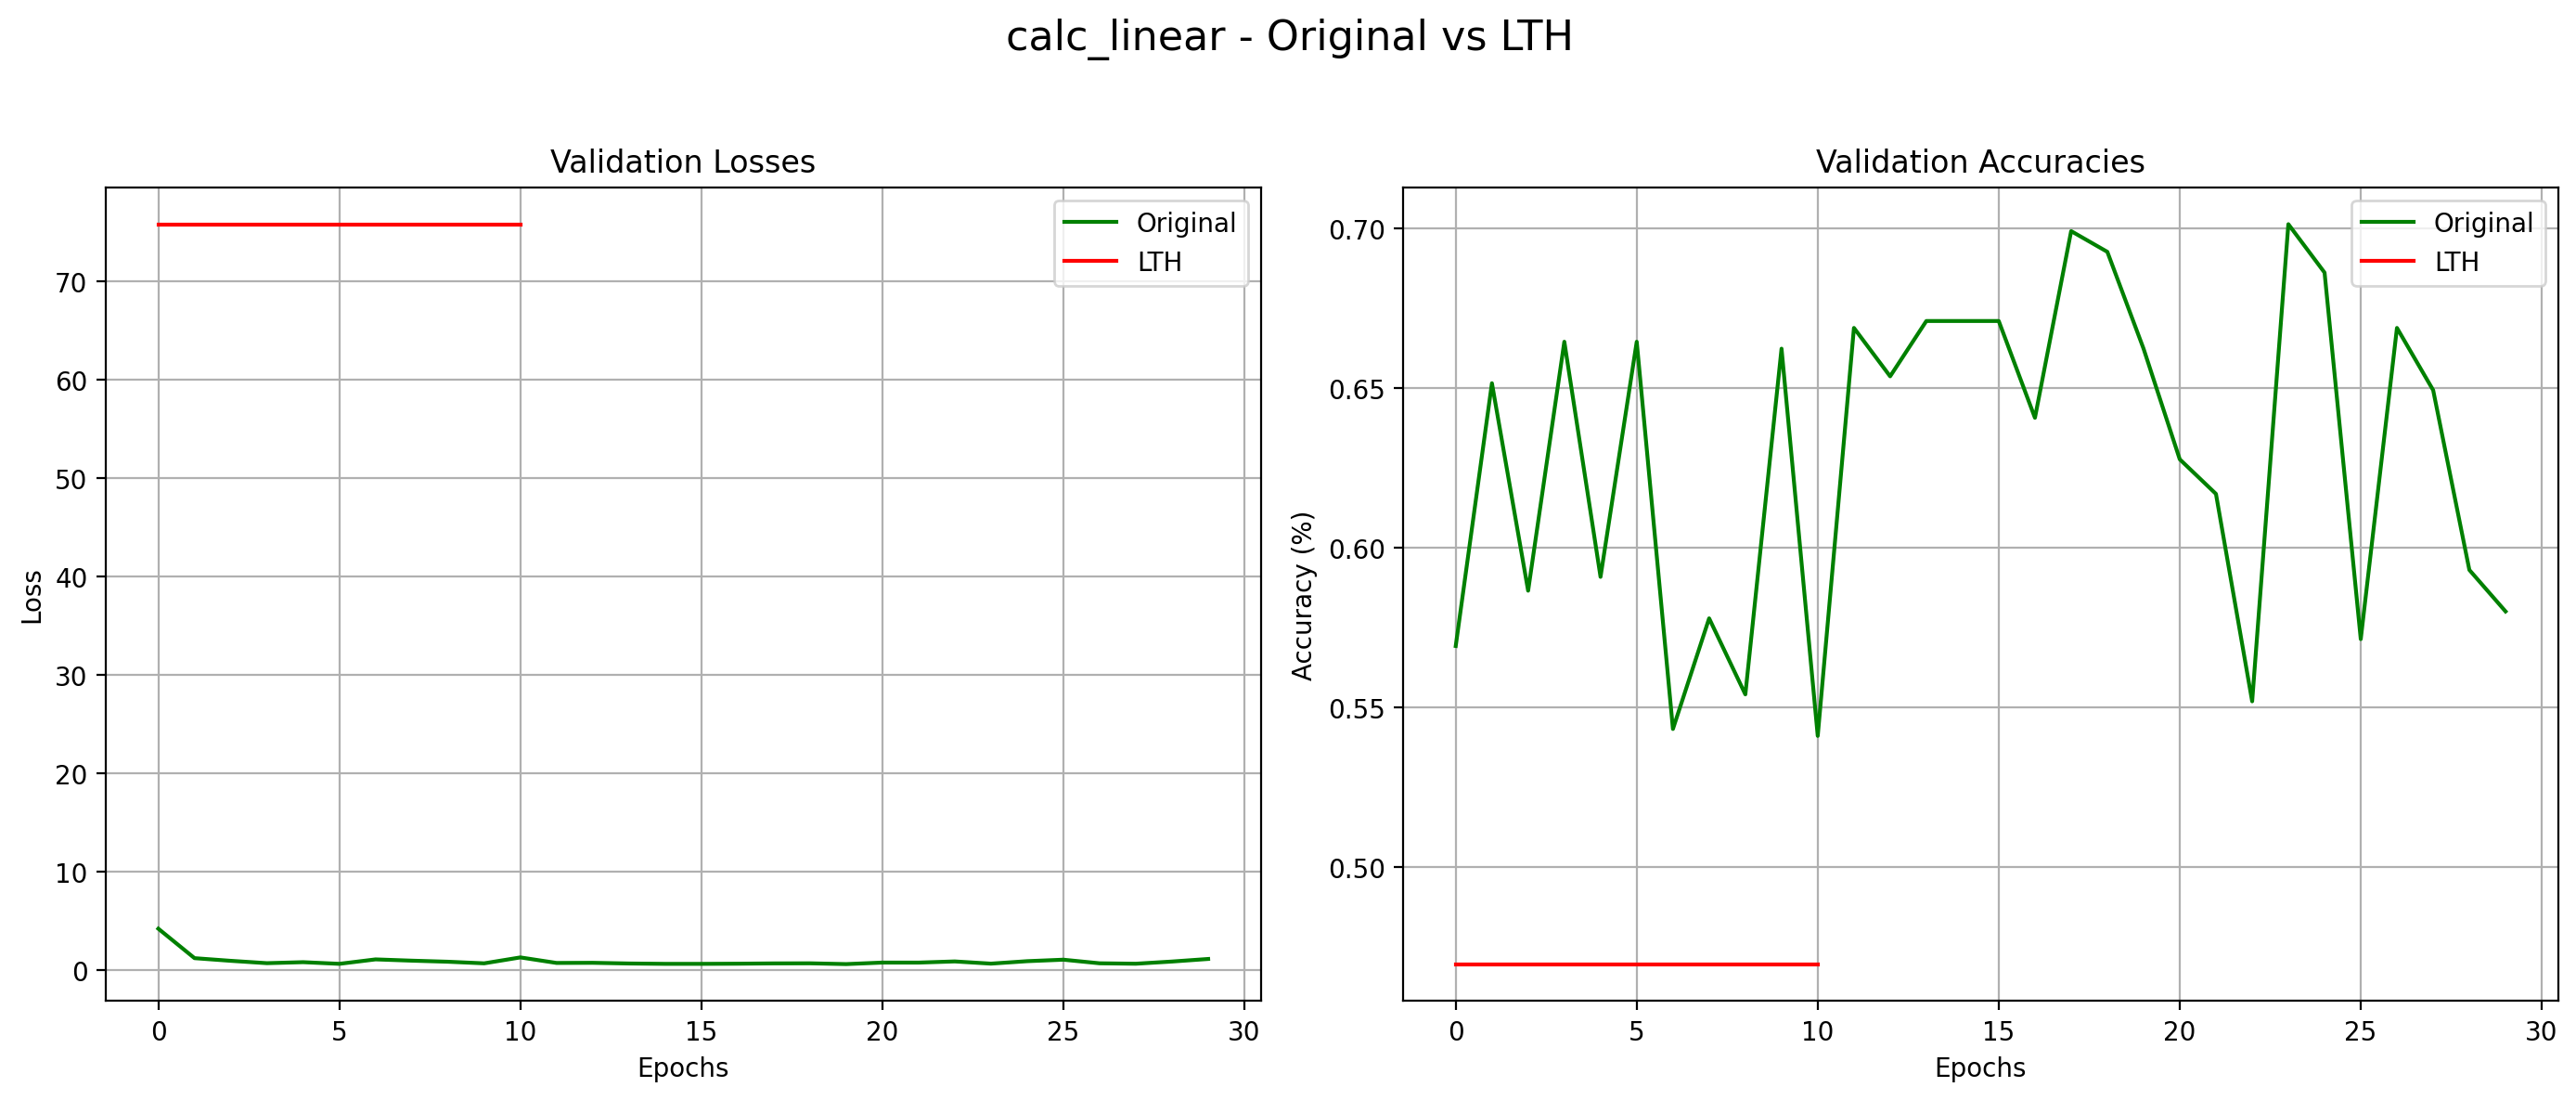 calc_linear - Original vs LTH
Validation Losses
Original
LTH
70
60
50
40
30
20
10
0
Loss
0 5 10 15 20 25 30
Epochs
Validation Accuracies
Original
LTH
0.70
0.65
0.60
0.55
0.50
Accuracy (%)
0 5 10 15 20 25 30
Epochs